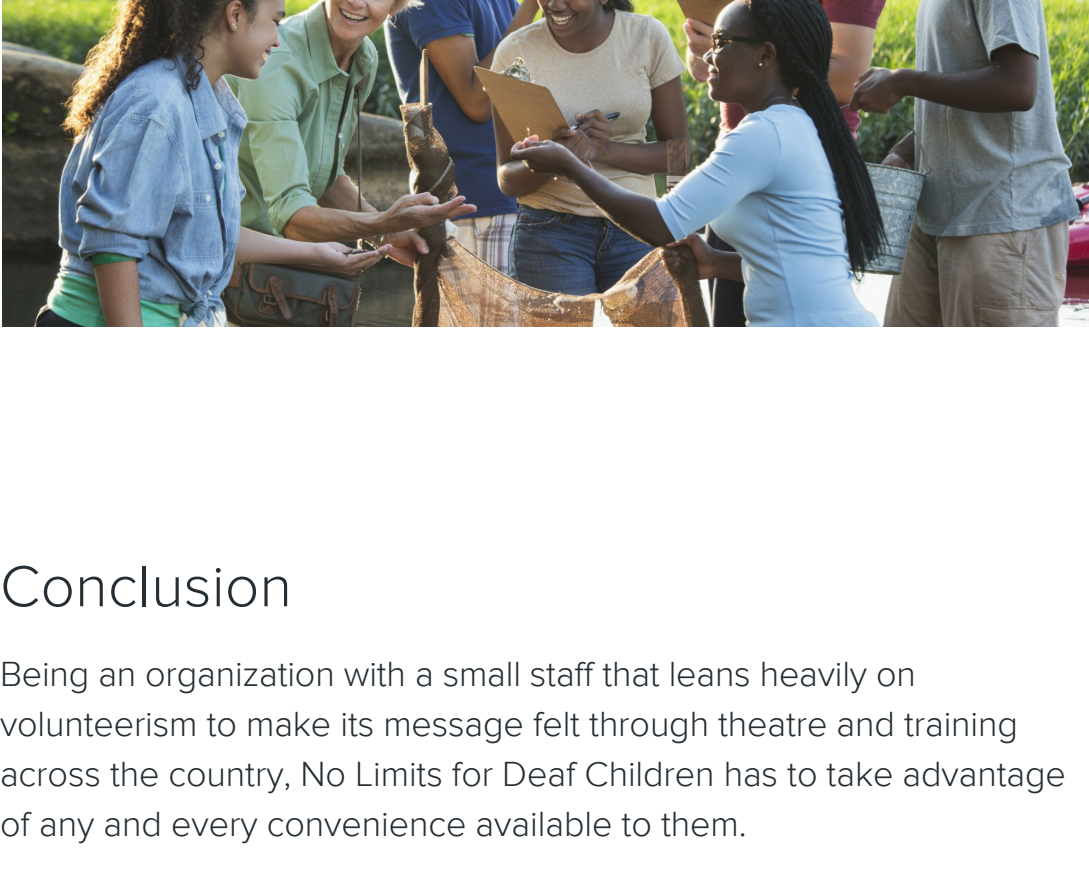 Conclusion
Being an organization with a small staff that leans heavily on
volunteerism to make its message felt through theatre and training
across the country, No Limits for Deaf Children has to take advantage
of any and every convenience available to them.